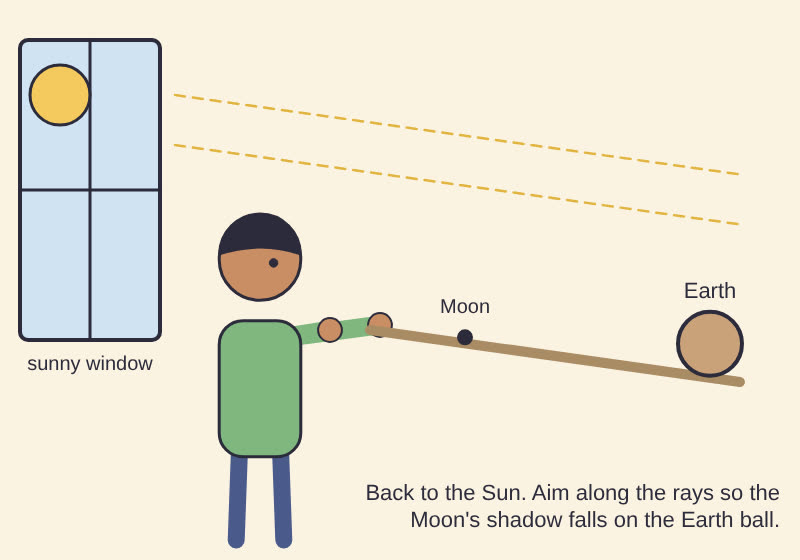 Earth
Moon
sunny window
Back to the Sun. Aim along the rays so the
Moon's shadow falls on the Earth ball.